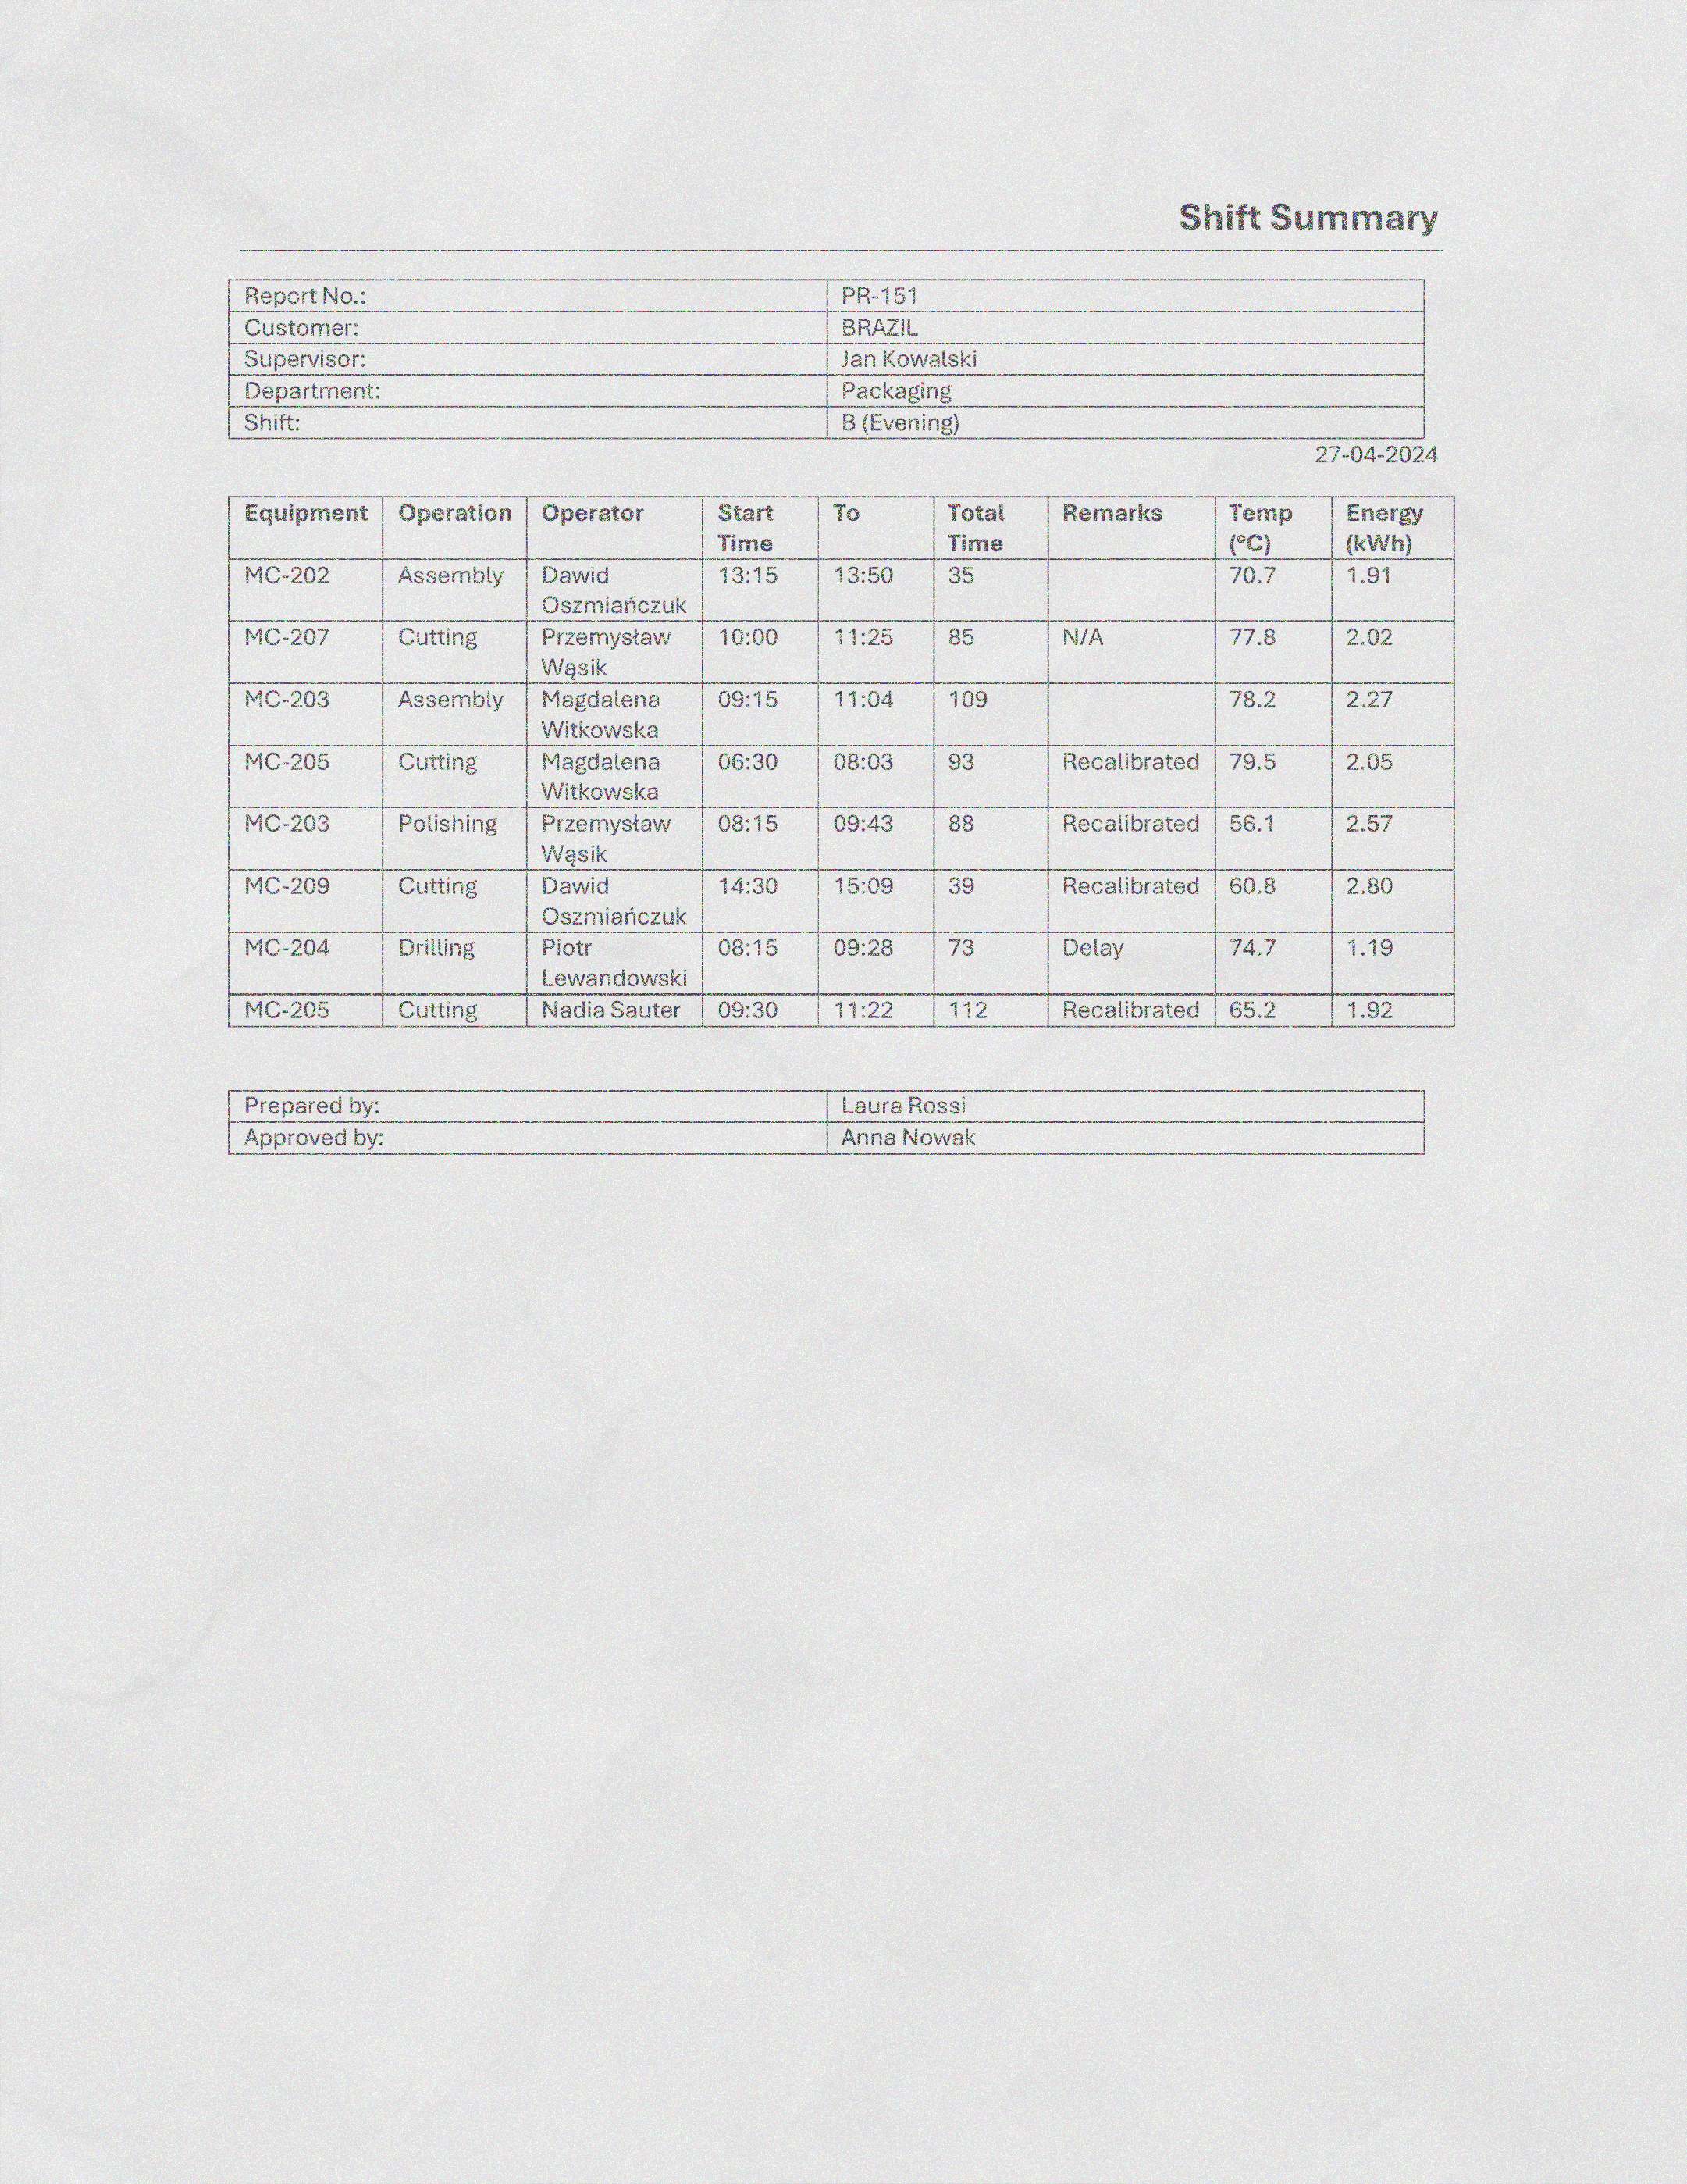 Shift Summary
Report No.: PR-151
Customer: BRAZIL
Supervisor: Jan Kowalski
Department: Packaging
Shift: B (Evening)
27-04-2024
Equipment Operation Operator Start To Total Remarks Temp Energy
Time Time (°C) (kWh)
MC-202 Assembly Dawid 13:15 13:50 35 70.7 1.91
Oszmiańczuk
MC-207 Cutting Przemysław 10:00 11:25 85 N/A 77.8 2.02
Wąsik
MC-203 Assembly Magdalena 09:15 11:04 109 78.2 2.27
Witkowska
MC-205 Cutting Magdalena 06:30 08:03 93 Recalibrated 79.5 2.05
Witkowska
MC-203 Polishing Przemysław 08:15 09:43 88 Recalibrated 56.1 2.57
Wąsik
MC-209 Cutting Dawid 14:30 15:09 39 Recalibrated 60.8 2.80
Oszmiańczuk
MC-204 Drilling Piotr 08:15 09:28 73 Delay 74.7 1.19
Lewandowski
MC-205 Cutting Nadia Sauter 09:30 11:22 112 Recalibrated 65.2 1.92
Prepared by: Laura Rossi
Approved by: Anna Nowak